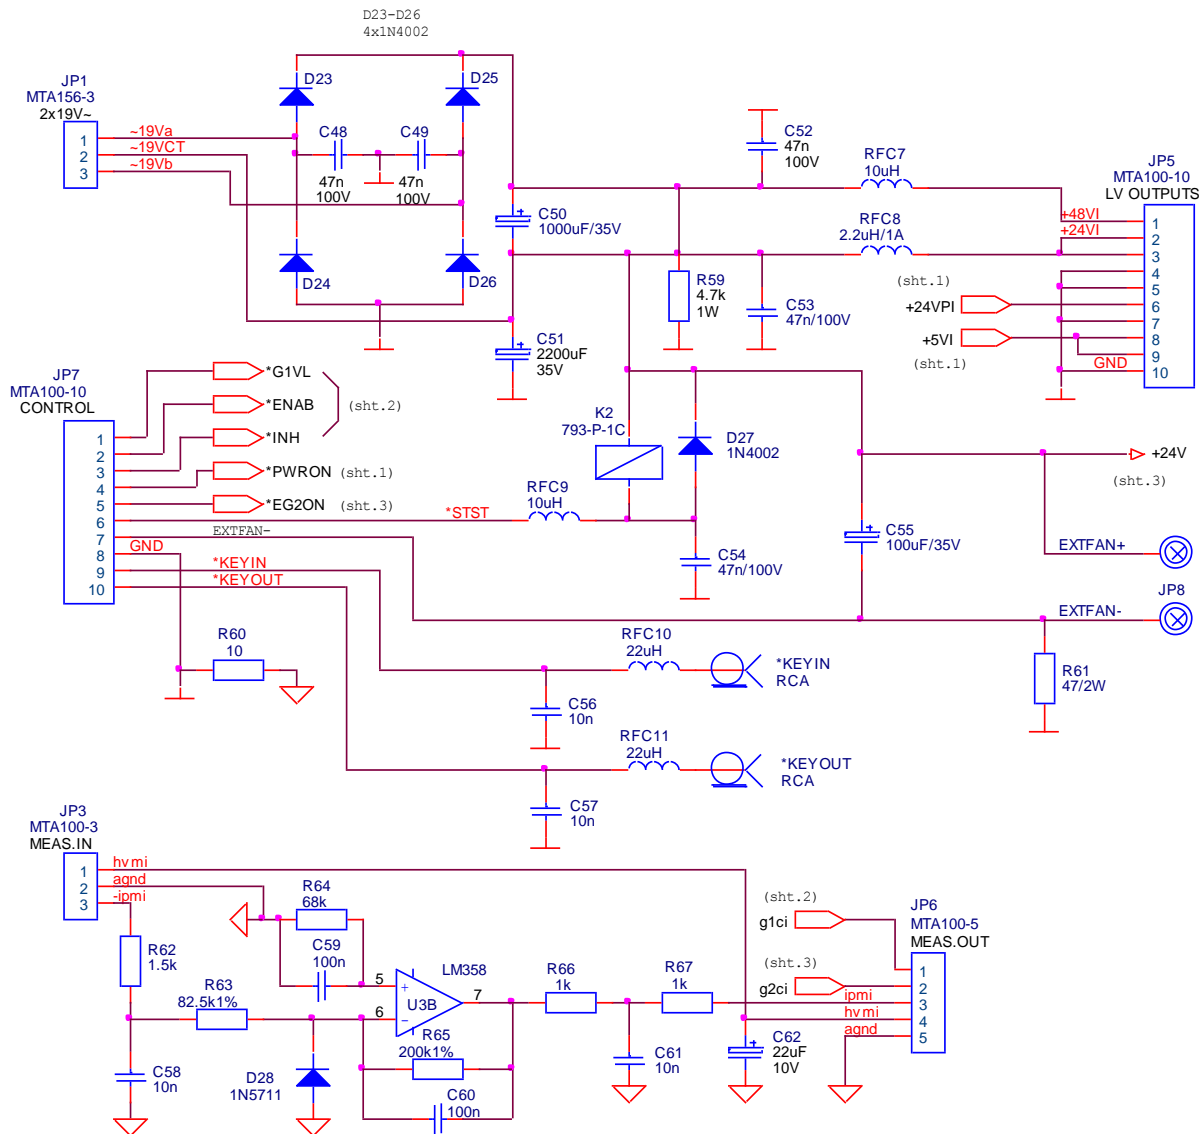 D23-D26
4x1N4002
JP1
MTA156-3
2x19V~
1
2
3
~19Va
~19VCT
~19Vb
D23
D25
C48
C49
47n
100V
47n
100V
D24
D26
C50
1000uF/35V
C51
2200uF
35V
C52
47n
100V
RFC7
10uH
RFC8
2.2uH/1A
R59
4.7k
1W
C53
47n/100V
JP5
MTA100-10
LV OUTPUTS
+48VI
+24VI
(sht.1)
+24VPI
+5VI
(sht.1)
GND
1
2
3
4
5
6
7
8
9
10
JP7
MTA100-10
CONTROL
1
2
3
4
5
6
7
8
9
10
*G1VL
*ENAB
(sht.2)
*INH
*PWRON
(sht.1)
*EG2ON
(sht.3)
*STST
EXTFAN-
GND
*KEYIN
*KEYOUT
K2
793-P-1C
D27
1N4002
RFC9
10uH
C54
47n/100V
C55
100uF/35V
+24V
(sht.3)
EXTFAN+
JP8
EXTFAN-
R61
47/2W
R60
10
RFC10
22uH
*KEYIN
RCA
C56
10n
RFC11
22uH
*KEYOUT
RCA
C57
10n
JP3
MTA100-3
MEAS.IN
1
2
3
hvmi
agnd
-ipmi
R64
68k
C59
100n
R62
1.5k
R63
82.5k1%
5
+
LM358
U3B
7
6
−
R65
200k1%
C58
10n
D28
1N5711
C60
100n
R66
1k
R67
1k
C61
10n
C62
22uF
10V
(sht.2)
g1ci
(sht.3)
g2ci
ipmi
hvmi
agnd
JP6
MTA100-5
MEAS.OUT
1
2
3
4
5